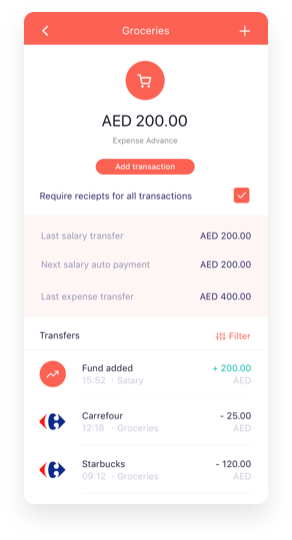 Groceries
AED 200.00
Expense Advance
Add transaction
Require reciepts for all transactions
Last salary transfer AED 200.00
Next salary auto payment AED 200.00
Last expense transfer AED 400.00
Transfers Filter
Fund added + 200.00
15:52 · Salary AED
Carrefour - 25.00
12:18 · Groceries AED
Starbucks - 120.00
09:12 · Groceries AED